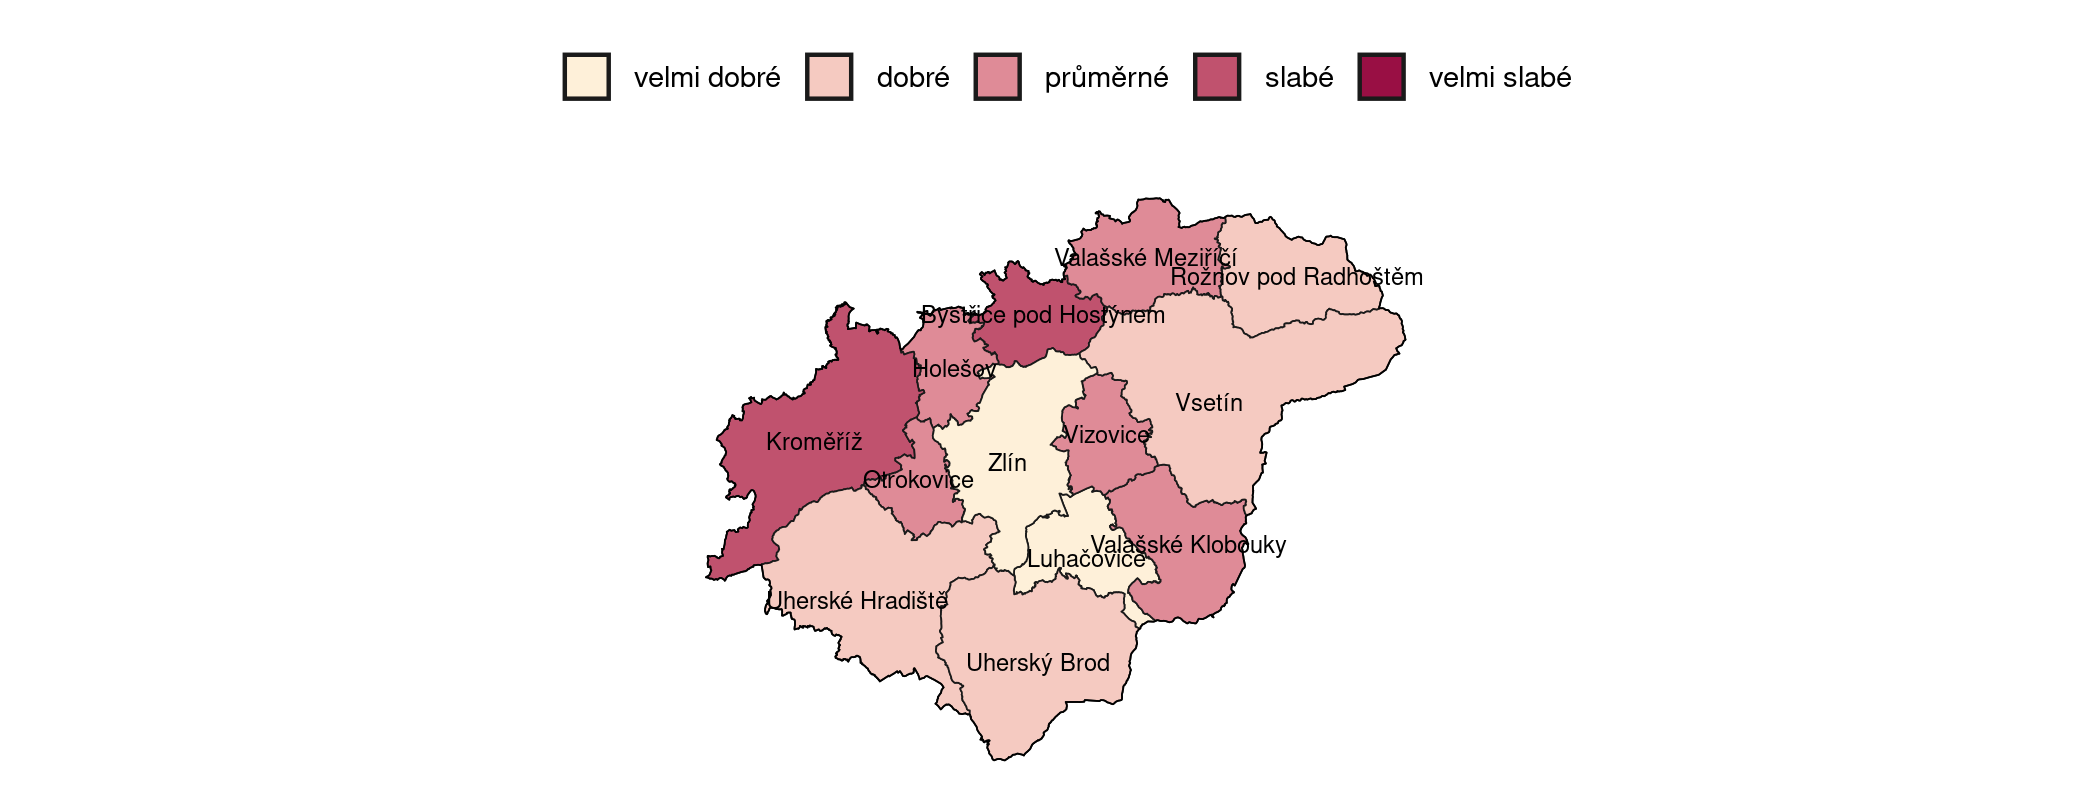 velmi dobré
dobré
průměrné
slabé
velmi slabé
Valašské Meziříčí
Rožnov pod Radhoštěm
Bystřice pod Hostýnem
Holešov
Vsetín
Vizovice
Kroměříž
Zlín
Otrokovice
Valašské Klobouky
Luhačovice
Uherské Hradiště
Uherský Brod